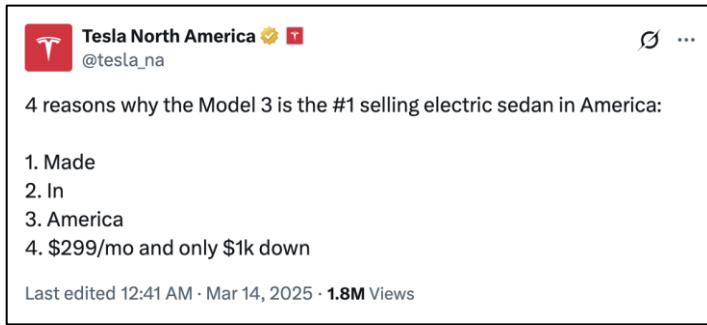 Tesla North America
@tesla_na
4 reasons why the Model 3 is the #1 selling electric sedan in America:
1. Made
2. In
3. America
4. $299/mo and only $1k down
Last edited 12:41 AM · Mar 14, 2025 · 1.8M Views